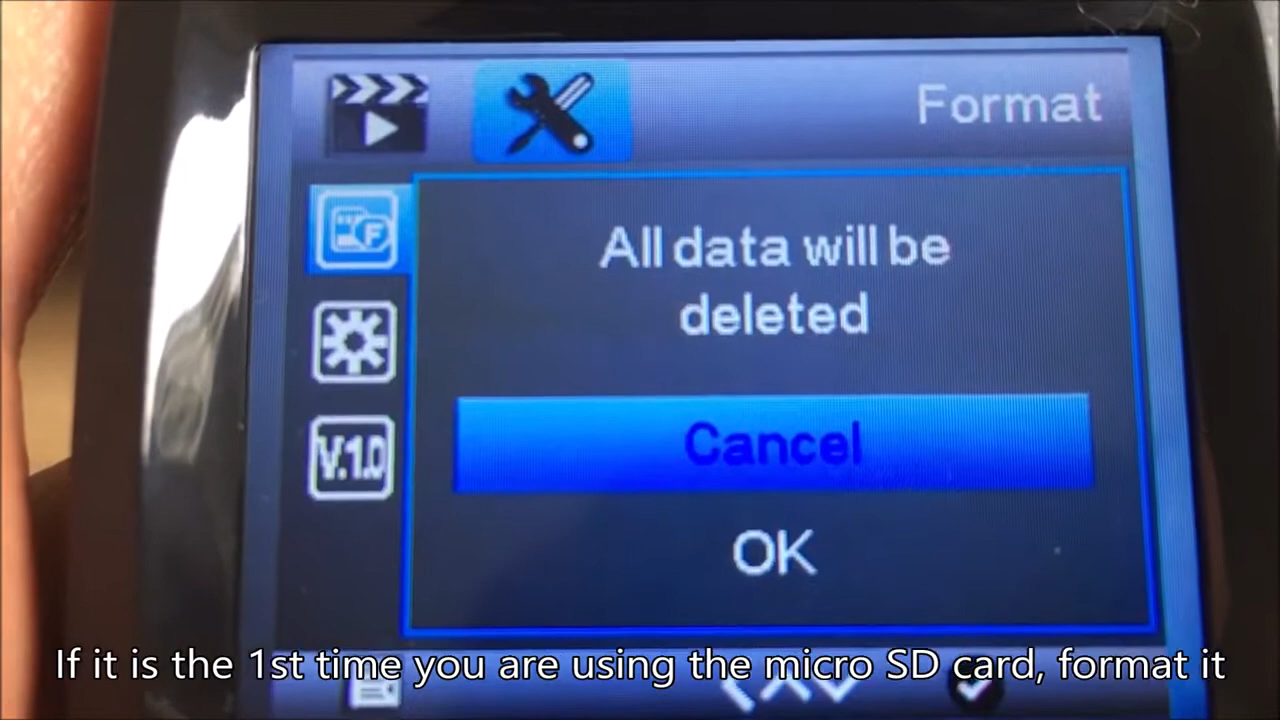 Format
F
All data will be
deleted
V.1.0
Cancel
OK
If it is the 1st time you are using the micro SD card, format it